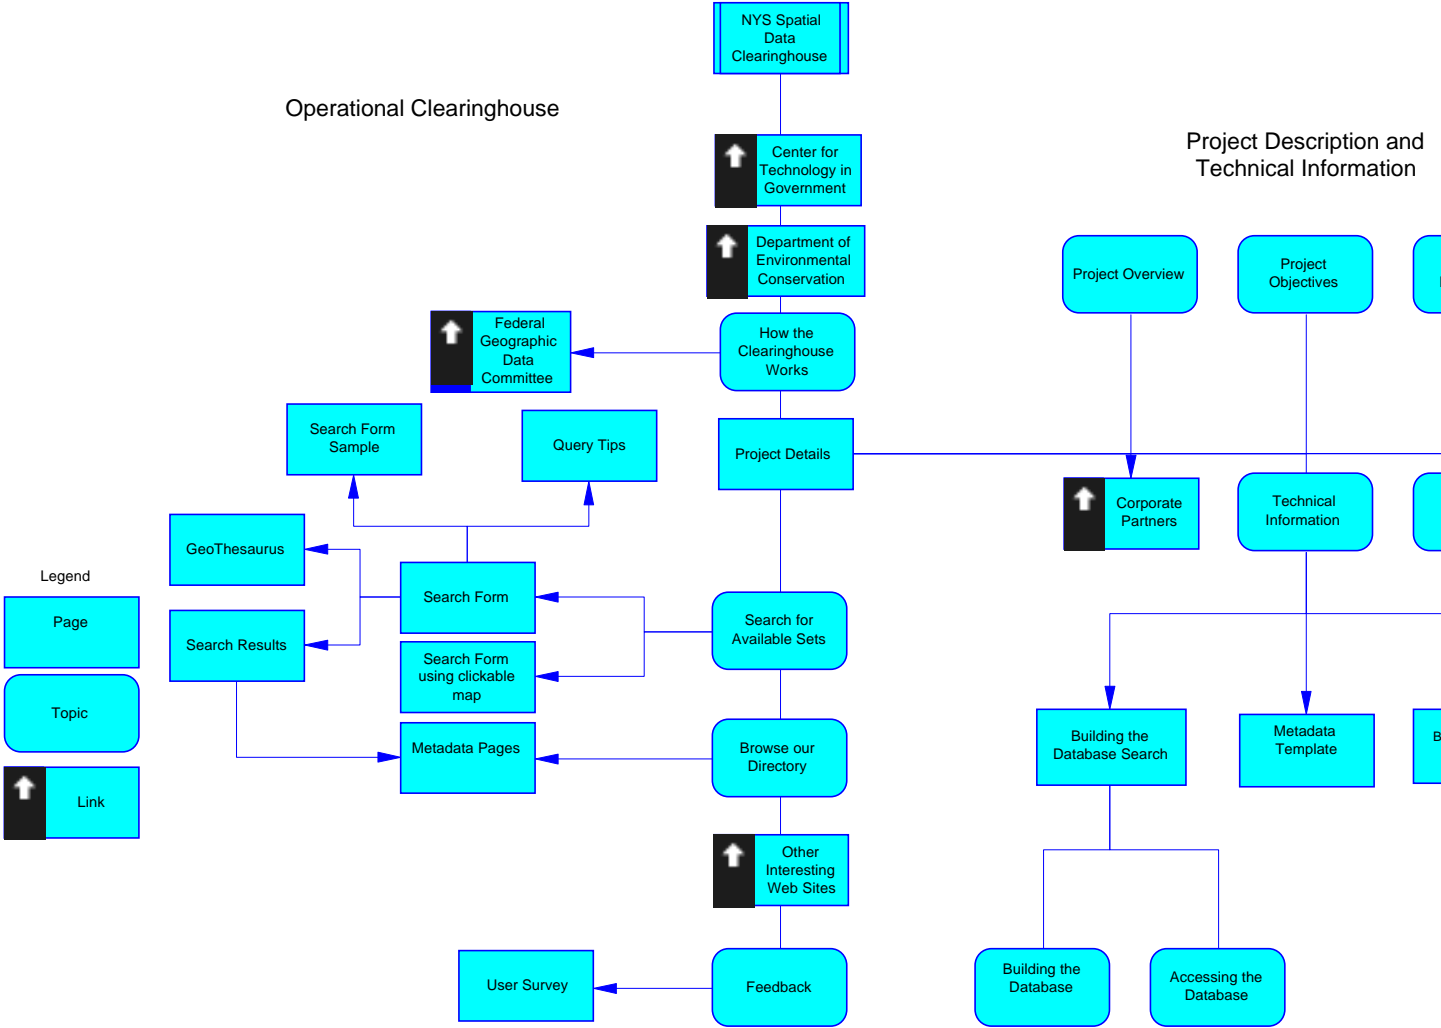 NYS Spatial
Data
Clearinghouse
Operational Clearinghouse
Project Description and
Technical Information
Center for
Technology in
Government
Department of
Environmental
Conservation
Project Overview
Project
Objectives
Federal
Geographic
Data
Committee
How the
Clearinghouse
Works
Search Form
Sample
Query Tips
Project Details
Corporate
Partners
Technical
Information
GeoThesaurus
Legend
Page
Search Form
Search for
Available Sets
Search Results
Search Form
using clickable
map
Topic
Metadata Pages
Browse our
Directory
Building the
Database Search
Metadata
Template
B
Link
Other
Interesting
Web Sites
User Survey
Feedback
Building the
Database
Accessing the
Database